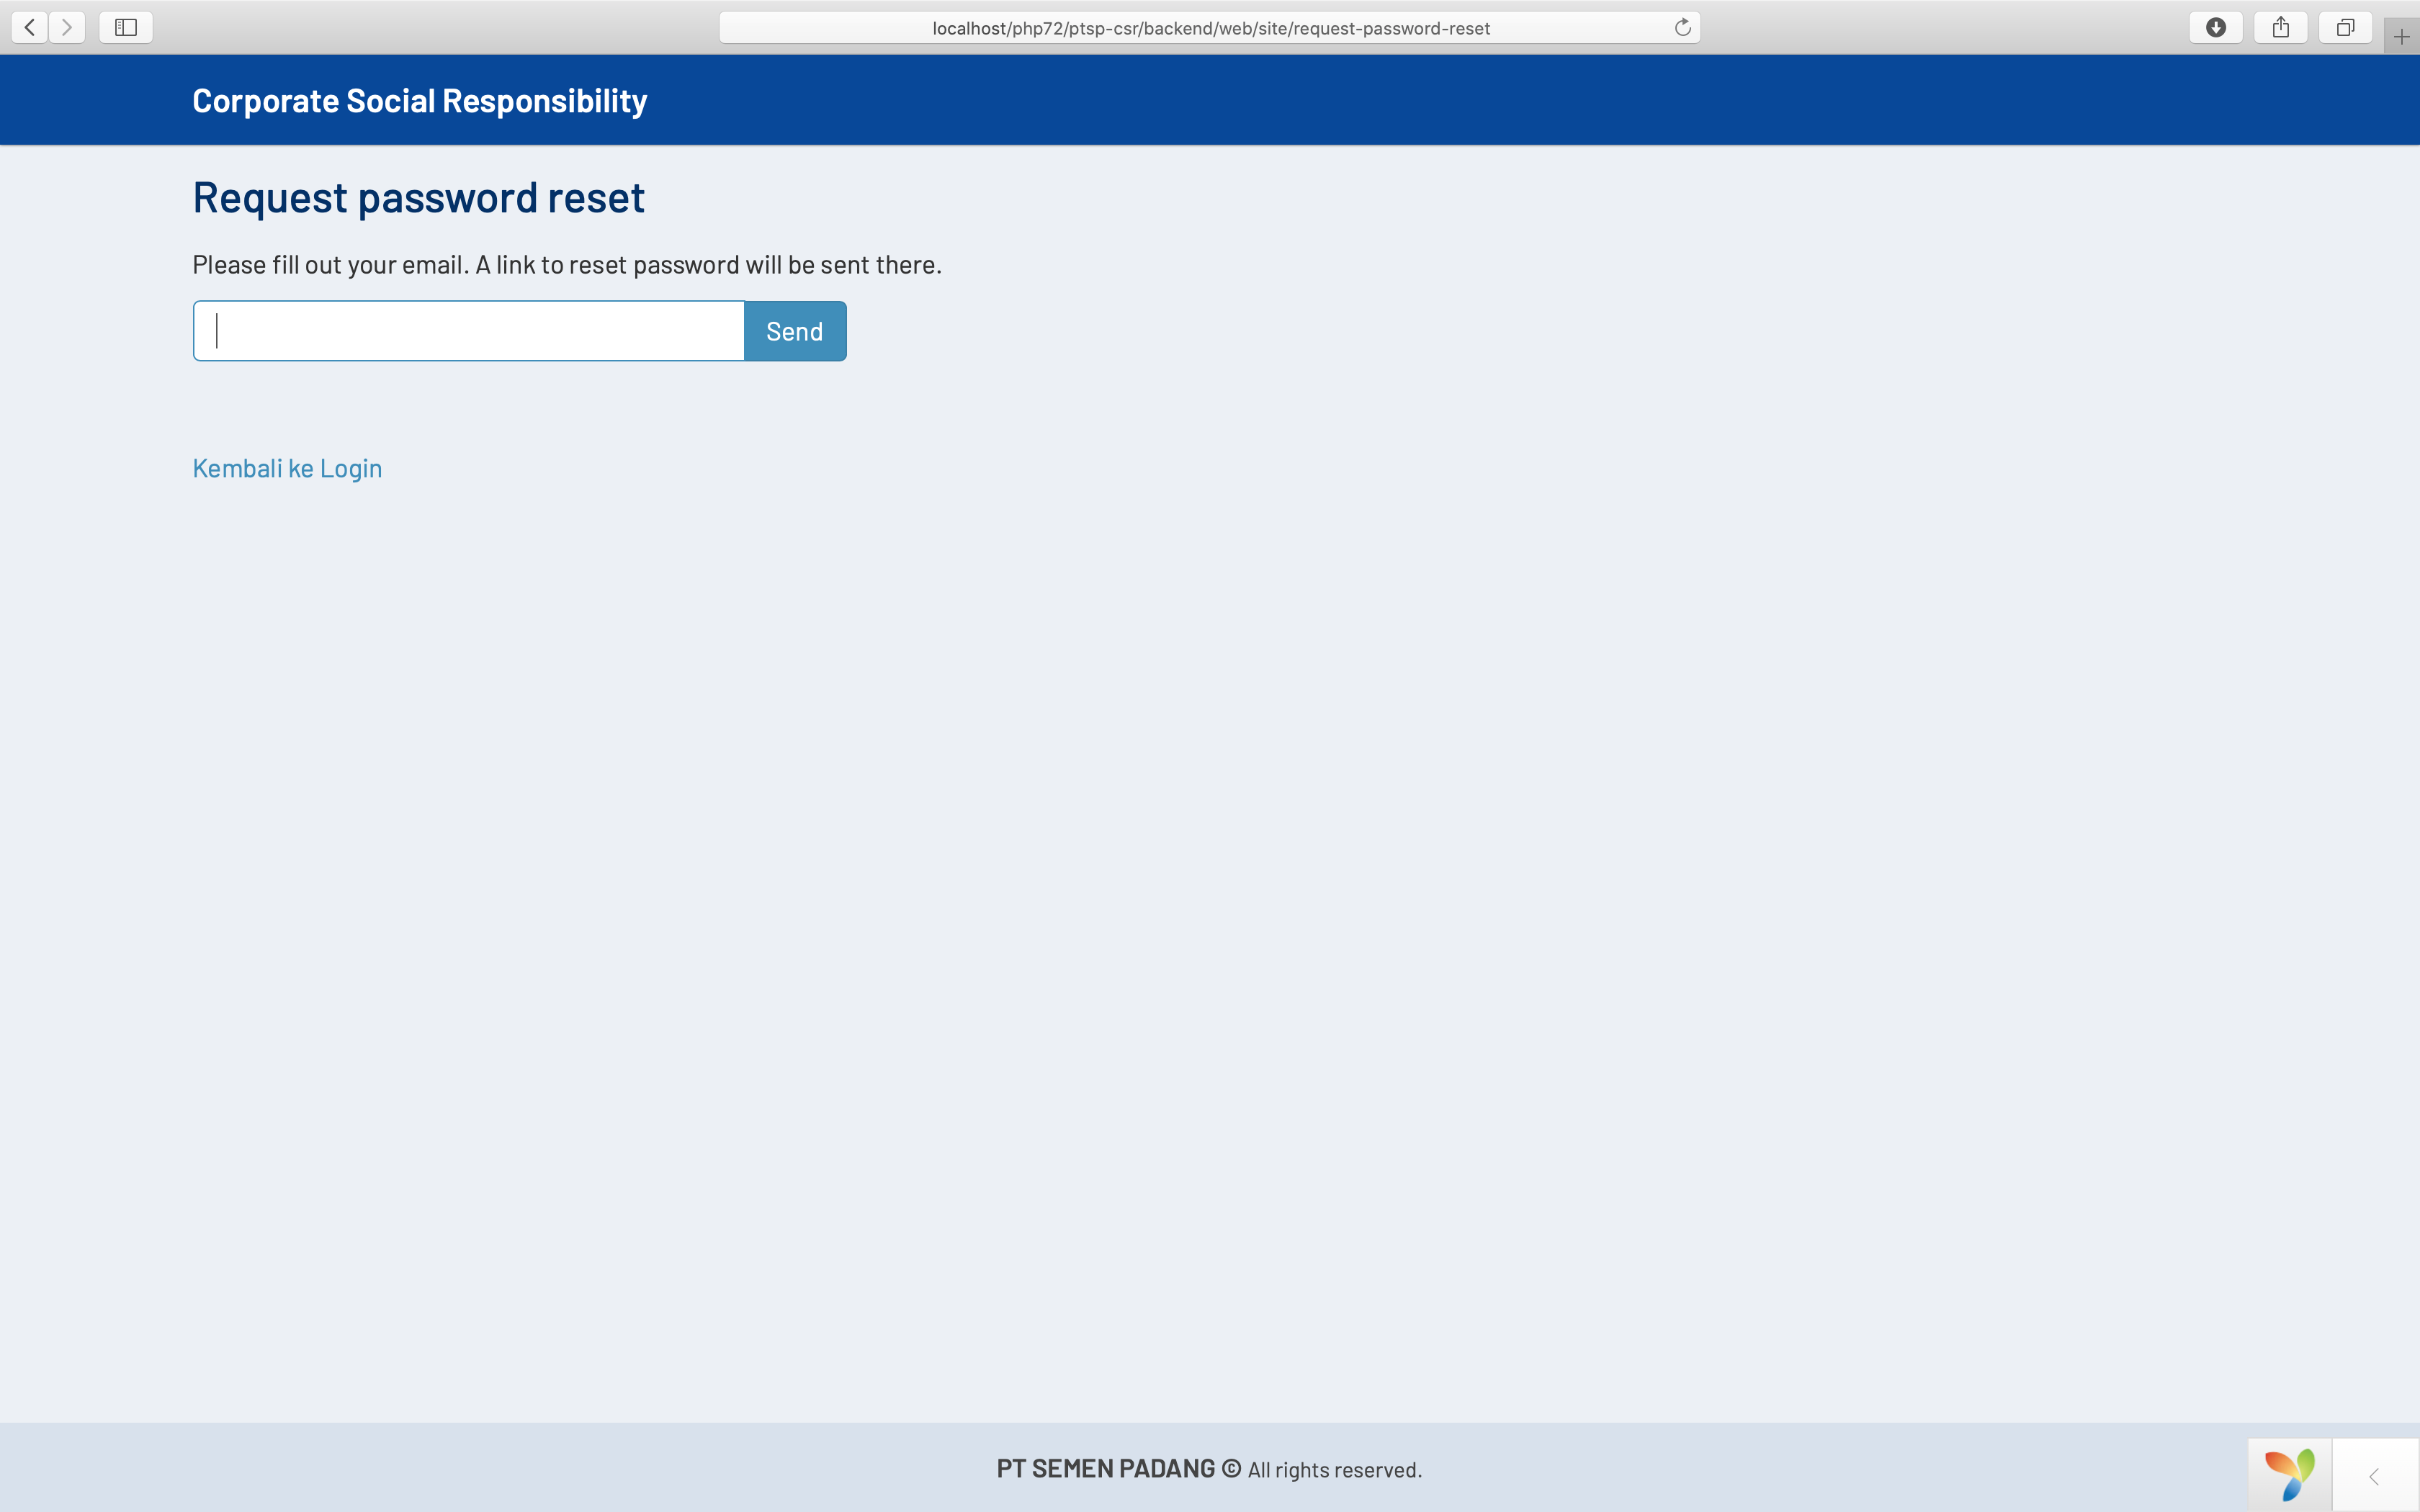 localhost/php72/ptsp-csr/backend/web/site/request-password-reset
Corporate Social Responsibility
Request password reset
Please fill out your email. A link to reset password will be sent there.
Send
Kembali ke Login
PT SEMEN PADANG © All rights reserved.